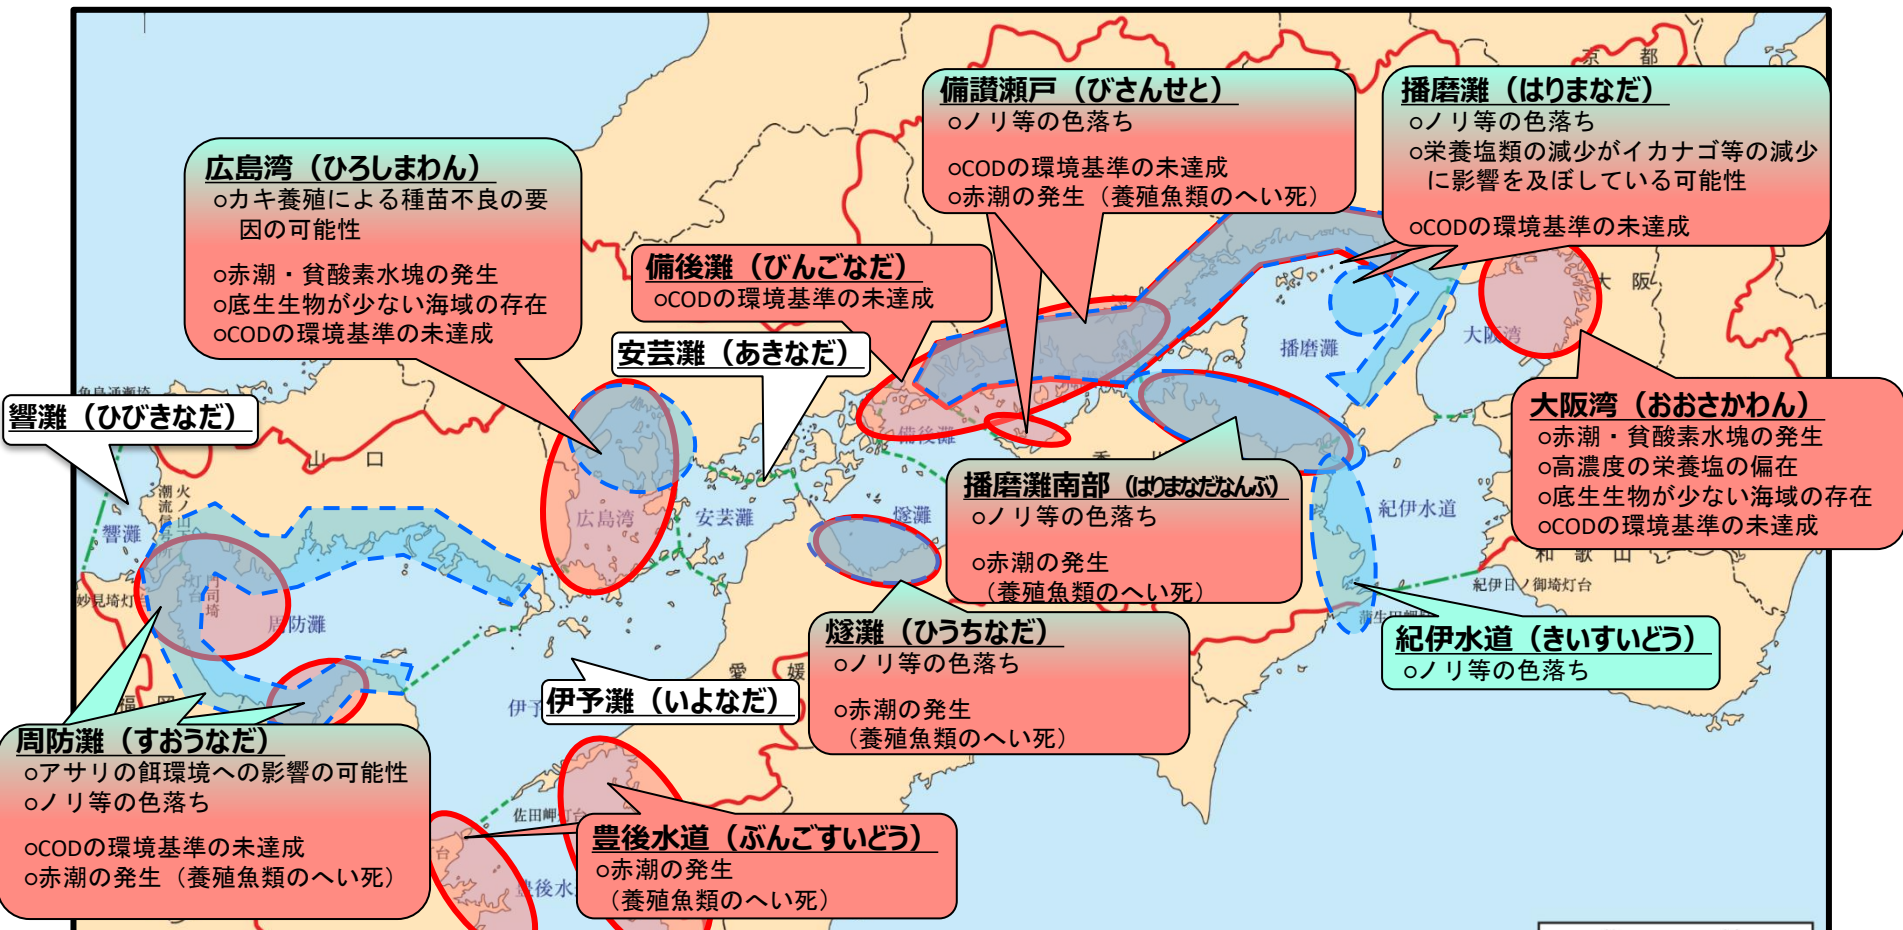 京 都
備讃瀬戸（びさんせと）
○ノリ等の色落ち
○CODの環境基準の未達成
○赤潮の発生（養殖魚類のへい死）
播磨灘（はりまなだ）
○ノリ等の色落ち
○栄養塩類の減少がイカナゴ等の減少
に影響を及ぼしている可能性
○CODの環境基準の未達成
広島湾（ひろしまわん）
○カキ養殖による種苗不良の要
因の可能性
○赤潮・貧酸素水塊の発生
○底生生物が少ない海域の存在
○CODの環境基準の未達成
備後灘（びんごなだ）
○CODの環境基準の未達成
安芸灘（あきなだ）
響灘（ひびきなだ）
大 阪
大阪湾
播磨灘
大阪湾（おおさかわん）
○赤潮・貧酸素水塊の発生
○高濃度の栄養塩の偏在
○底生生物が少ない海域の存在
○CODの環境基準の未達成
備後灘
山 口
播磨灘南部（はりまなだなんぶ）
○ノリ等の色落ち
○赤潮の発生
（養殖魚類のへい死）
響灘
広島湾
安芸灘
燧灘
紀伊水道
和 歌 山
紀伊日ノ御埼灯台
妙見埼灯台
周防灘
燧灘（ひうちなだ）
○ノリ等の色落ち
○赤潮の発生
（養殖魚類のへい死）
紀伊水道（きいすいどう）
○ノリ等の色落ち
愛 媛
福 岡
伊予灘（いよなだ）
周防灘（すおうなだ）
○アサリの餌環境への影響の可能性
○ノリ等の色落ち
○CODの環境基準の未達成
○赤潮の発生（養殖魚類のへい死）
佐田岬灯台
豊後水道（ぶんごすいどう）
○赤潮の発生
（養殖魚類のへい死）
豊後水